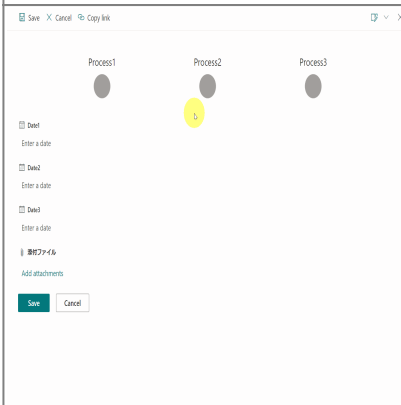 Save Cancel Copy link
Process1 Process2 Process3
Date1
Enter a date
Date2
Enter a date
Date3
Enter a date
添付ファイル
Add attachments
Save Cancel